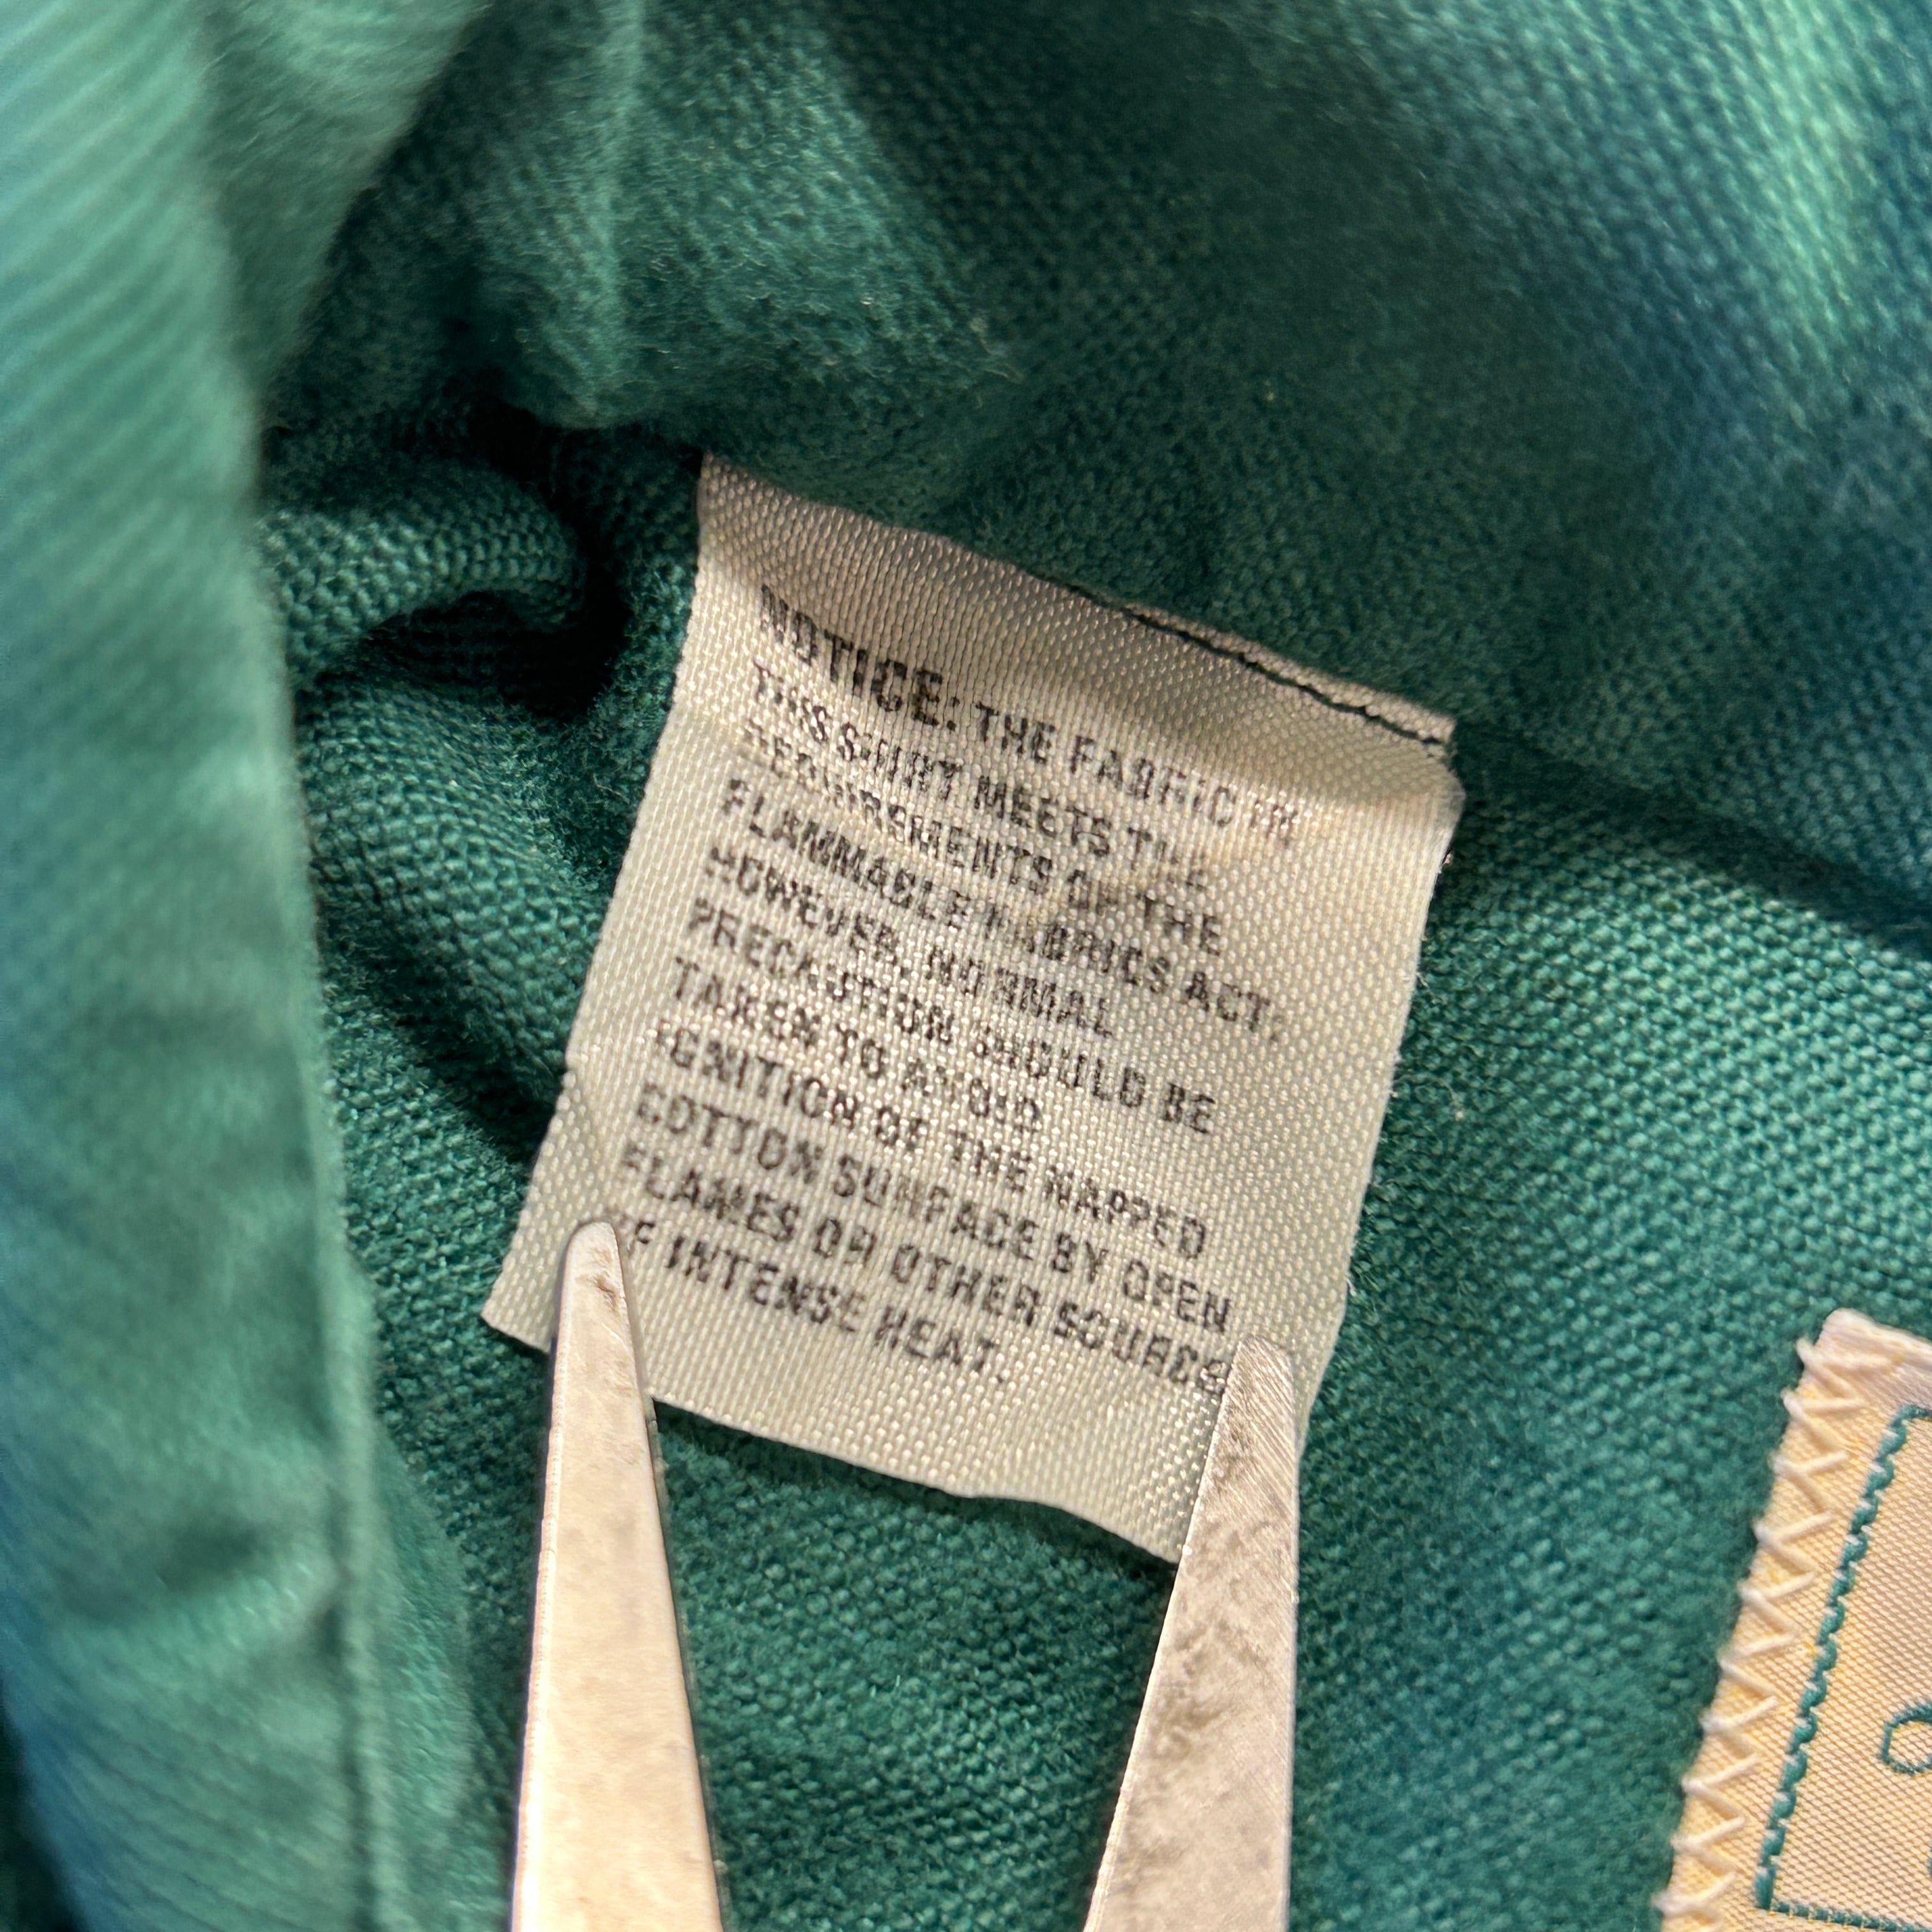 NOTICE: THE FABRIC IN
THIS SHIRT MEETS THE
REQUIREMENTS OF THE
FLAMMABLE FABRICS ACT.
HOWEVER, NORMAL
PRECAUTION SHOULD BE
TAKEN TO AVOID
IGNITION OF THE NAPPED
COTTON SURFACE BY OPEN
FLAMES OR OTHER SOURCE
OF INTENSE HEAT.